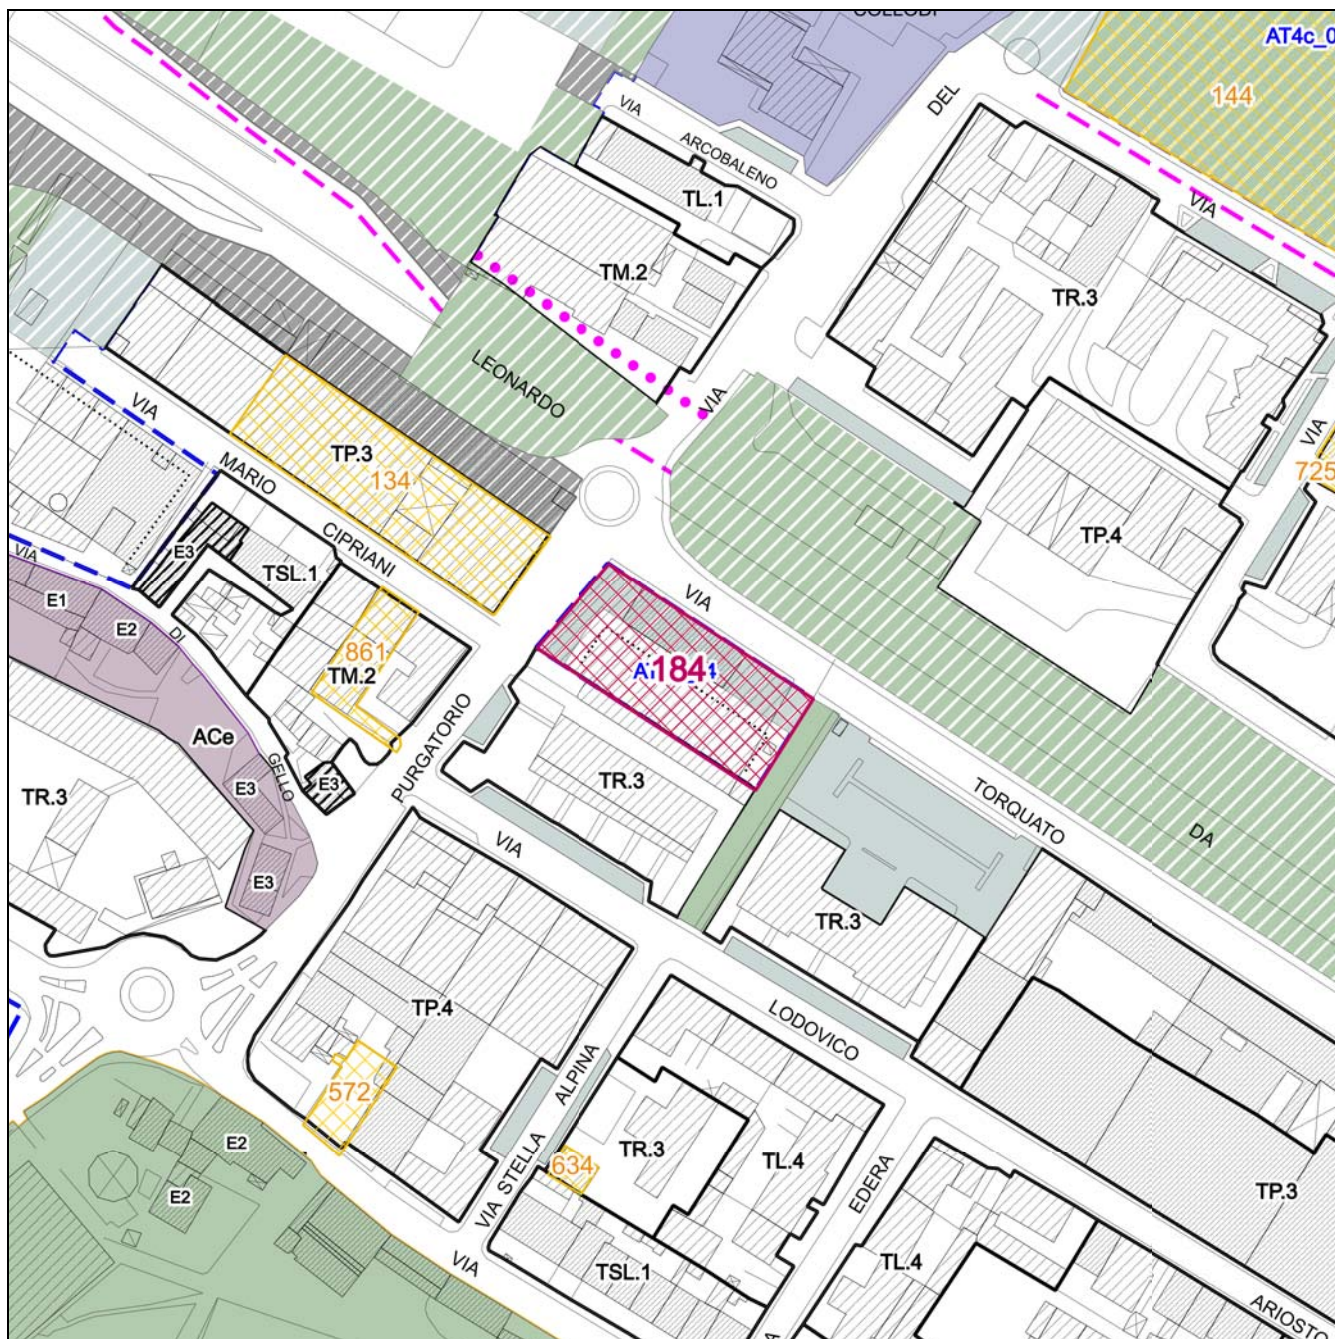 COLLODI
AT4c_0
144
DEL
VIA
ARCOBALENO
TL.1
VIA
TM.2
TR.3
LEONARDO
VIA
VIA
VIA
725
MARIO
TP.3
134
CIPRIANI
TP.4
VIA
E3
TSL.1
E1
E2
DI
VIA
861
TM.2
184
ACe
GELLO
E3
PURGATORIO
TR.3
TR.3
TORQUATO
DA
VIA
E3
TR.3
TP.4
LODOVICO
572
ALPINA
E2
E2
TR.3
TL.4
634
STELLA
VIA
EDERA
TP.3
VIA
TSL.1
TL.4
ARIOSTO
A